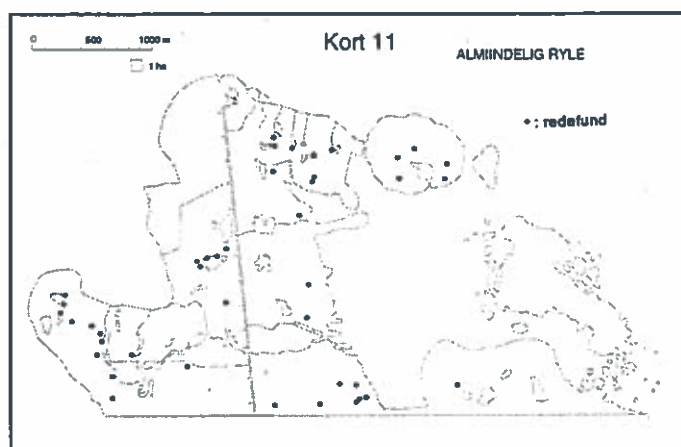 Kort 11
ALMINDELIG RYLE
0 500 1000 m
1 ha
: redefund